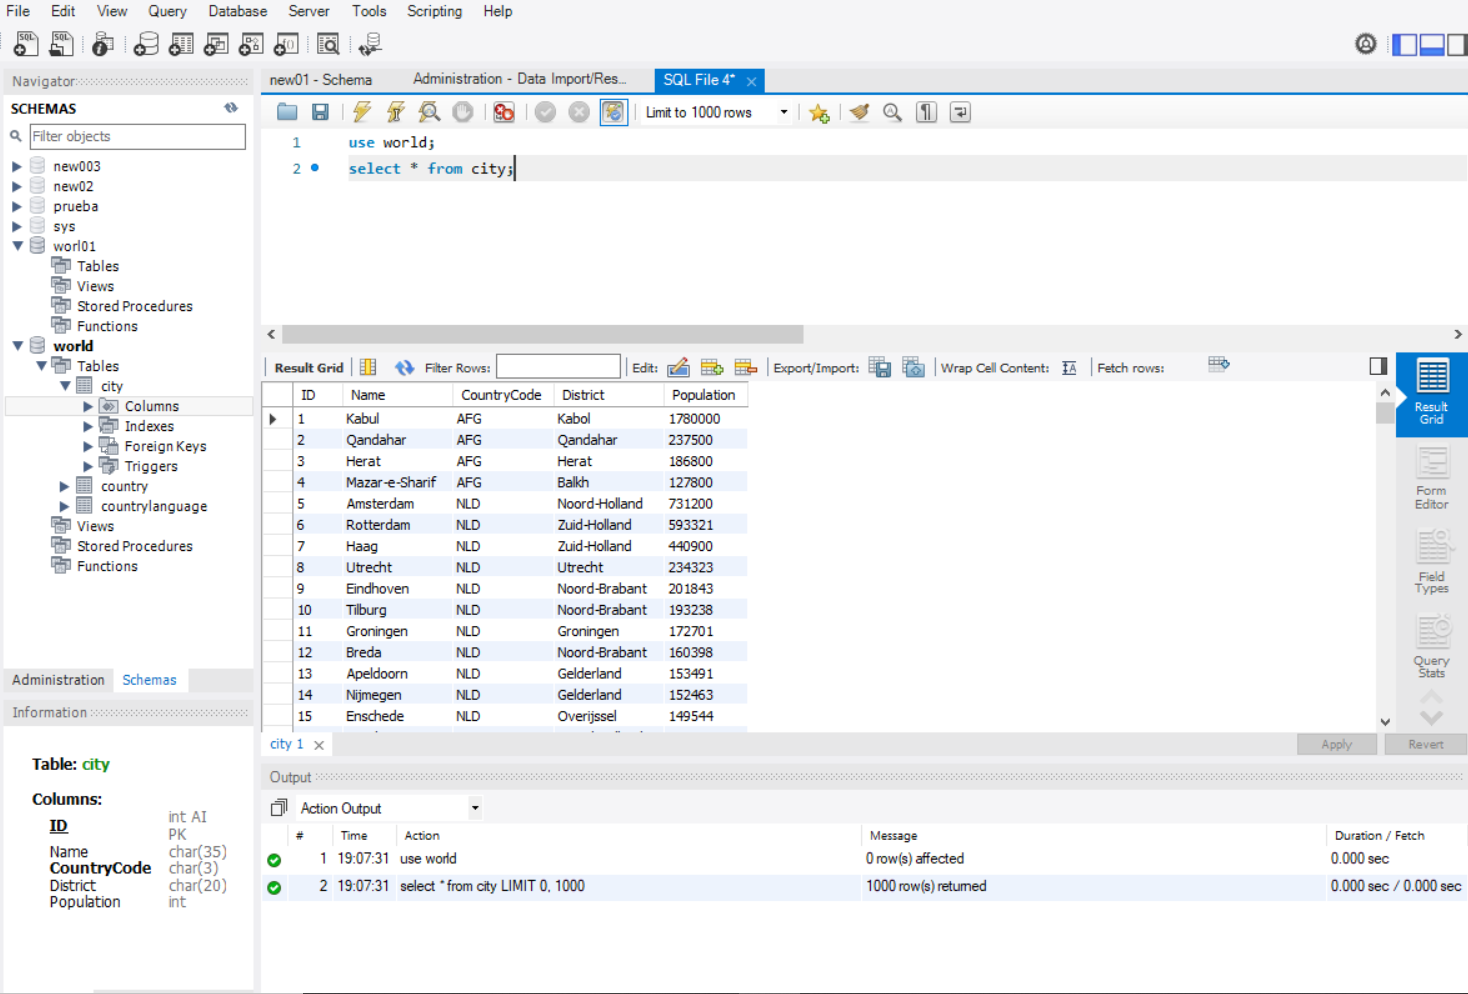 File Edit View Query Database Server Tools Scripting Help
SQL SQL
Navigator
SCHEMAS
Filter objects
new003
new02
prueba
sys
worl01
Tables
Views
Stored Procedures
Functions
world
Tables
city
Columns
Indexes
Foreign Keys
Triggers
country
countrylanguage
Views
Stored Procedures
Functions
Administration Schemas
Information
Table: city
Columns:
ID int AI PK
Name char(35)
CountryCode char(3)
District char(20)
Population int
new01 - Schema Administration - Data Import/Res... SQL File 4*
Limit to 1000 rows
1 use world;
2 select * from city;
Result Grid Filter Rows: Edit: Export/Import: Wrap Cell Content: Fetch rows:
ID Name CountryCode District Population
1 Kabul AFG Kabol 1780000
2 Qandahar AFG Qandahar 237500
3 Herat AFG Herat 186800
4 Mazar-e-Sharif AFG Balkh 127800
5 Amsterdam NLD Noord-Holland 731200
6 Rotterdam NLD Zuid-Holland 593321
7 Haag NLD Zuid-Holland 440900
8 Utrecht NLD Utrecht 234323
9 Eindhoven NLD Noord-Brabant 201843
10 Tilburg NLD Noord-Brabant 193238
11 Groningen NLD Groningen 172701
12 Breda NLD Noord-Brabant 160398
13 Apeldoorn NLD Gelderland 153491
14 Nijmegen NLD Gelderland 152463
15 Enschede NLD Overijssel 149544
Result Grid
Form Editor
Field Types
Query Stats
city 1 Apply Revert
Output
Action Output
# Time Action Message Duration / Fetch
1 19:07:31 use world 0 row(s) affected 0.000 sec
2 19:07:31 select * from city LIMIT 0, 1000 1000 row(s) returned 0.000 sec / 0.000 sec